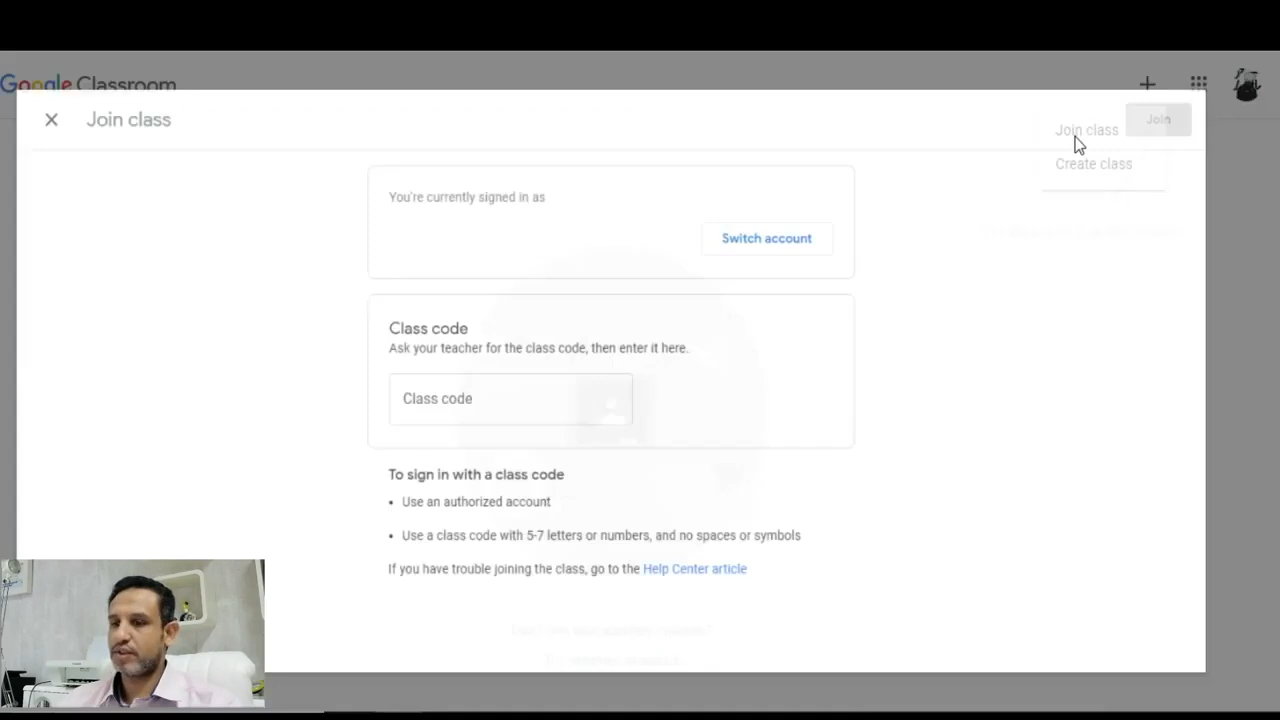 Google Classroom
Join class
Join
Join class
Create class
You're currently signed in as
Switch account
Class code
Ask your teacher for the class code, then enter it here.
Class code
To sign in with a class code
• Use an authorized account
• Use a class code with 5-7 letters or numbers, and no spaces or symbols
If you have trouble joining the class, go to the Help Center article